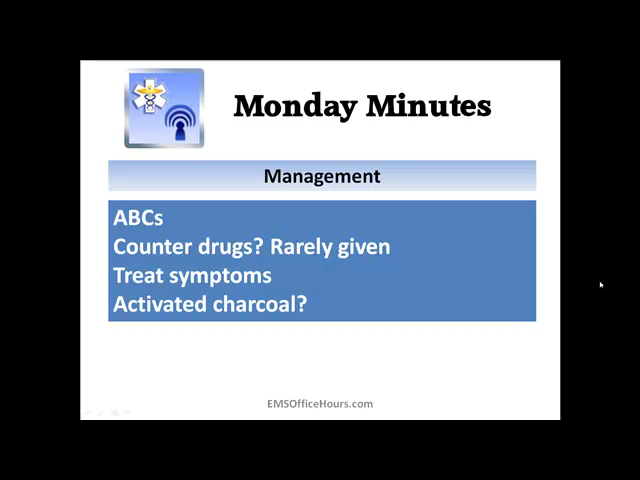 Monday Minutes
Management
ABCs
Counter drugs? Rarely given
Treat symptoms
Activated charcoal?
EMSOfficeHours.com